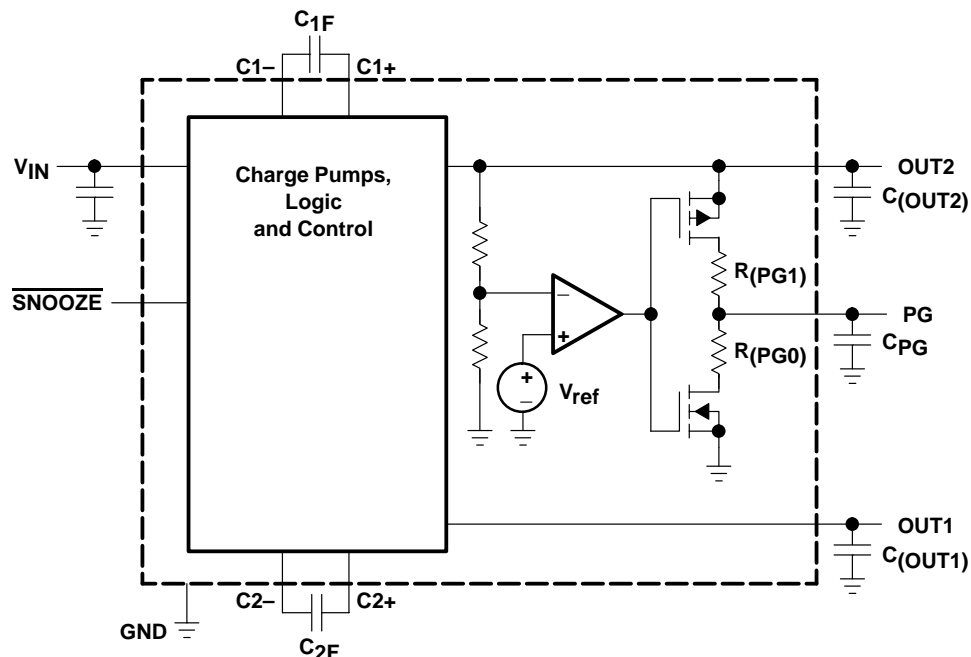 C1F
C1– C1+
VIN
Charge Pumps,
Logic
and Control
OUT2
C(OUT2)
R(PG1)
SNOOZE
–
+
PG
CPG
R(PG0)
+
–
Vref
OUT1
C(OUT1)
C2– C2+
GND
C2F